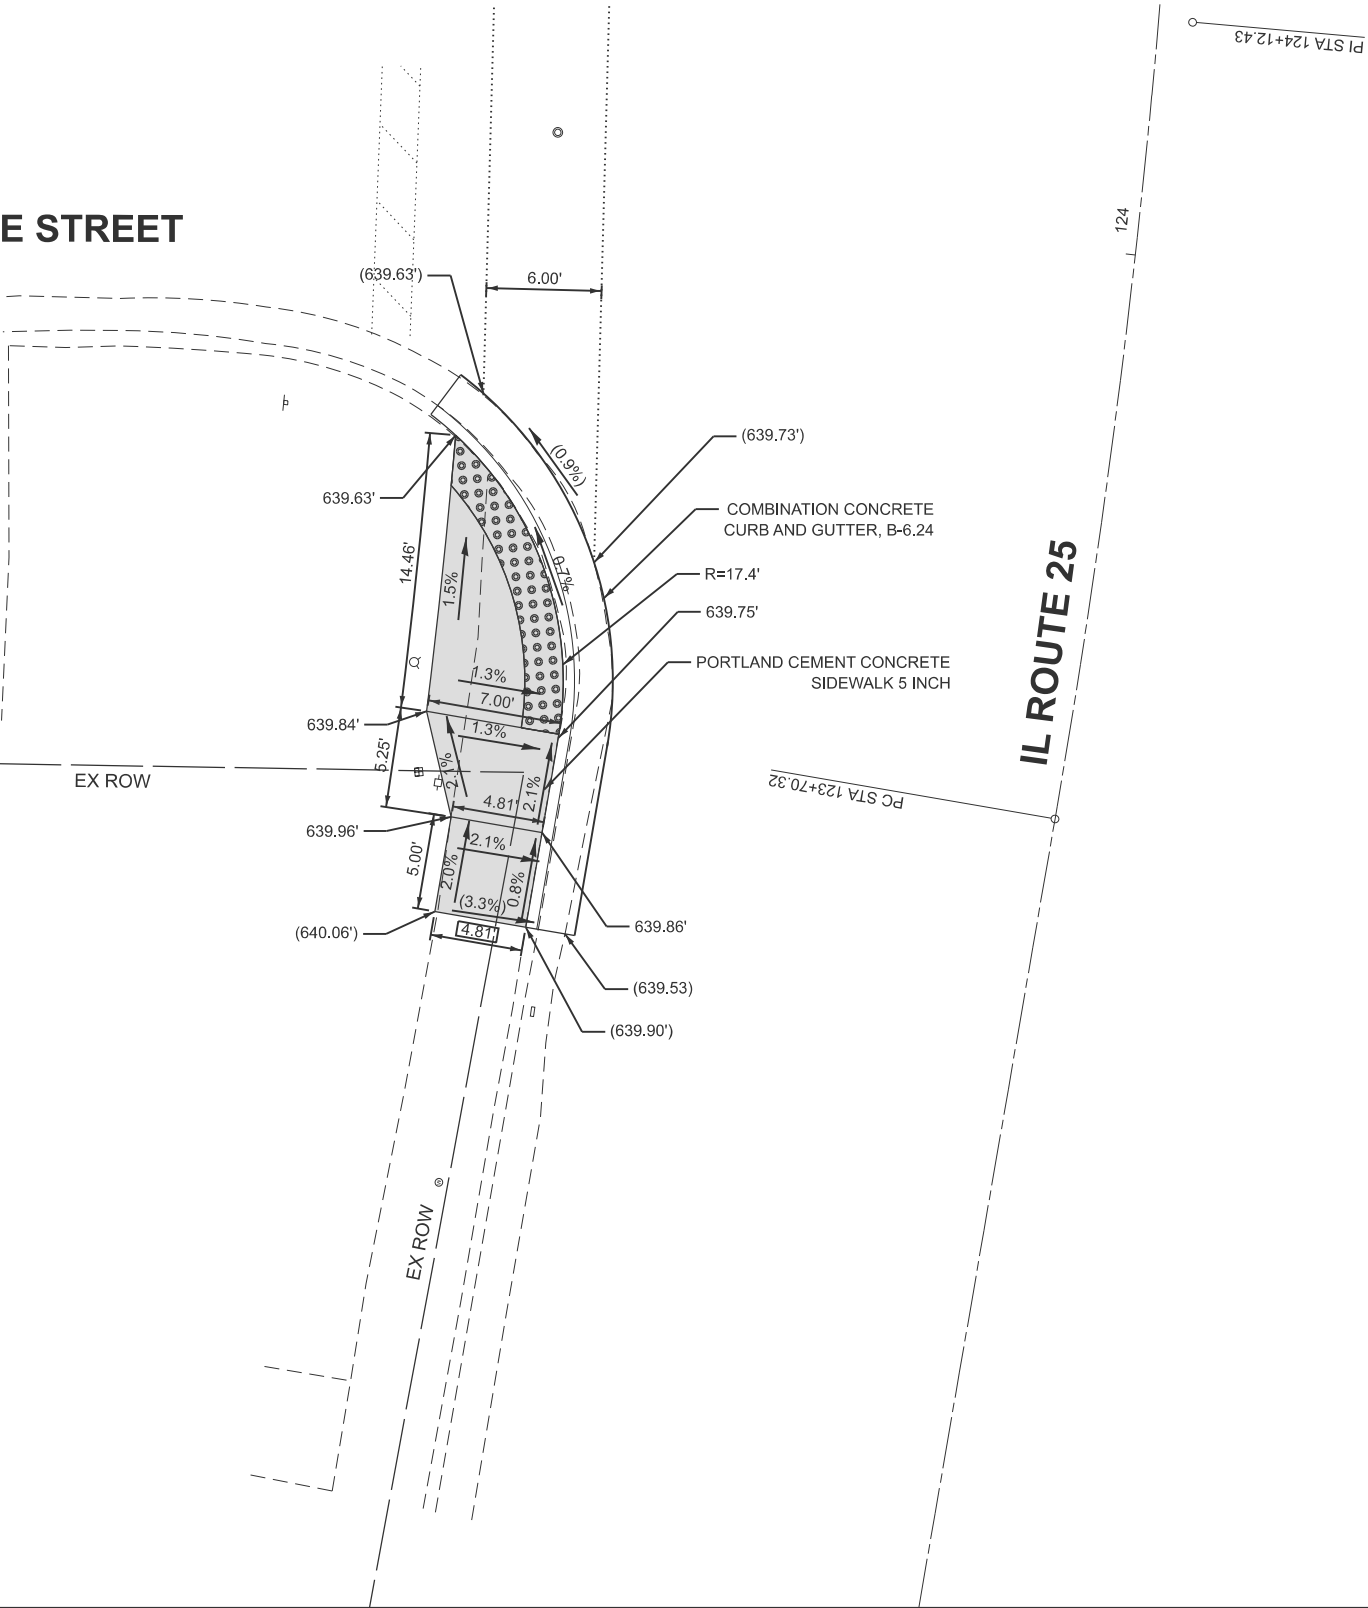 PI STA 124+12.43
124
E STREET
(639.63')
6.00'
(0.9%)
(639.73')
639.63'
COMBINATION CONCRETE
CURB AND GUTTER, B-6.24
14.46'
1.5%
0.7%
R=17.4'
639.75'
IL ROUTE 25
PORTLAND CEMENT CONCRETE
SIDEWALK 5 INCH
1.3%
7.00'
639.84'
1.3%
5.25'
2.1%
2.1%
EX ROW
PC STA 123+70.32
4.81'
639.96'
2.1%
5.00'
2.0%
0.8%
(3.3%)
639.86'
(640.06')
4.81'
(639.53)
(639.90')
EX ROW